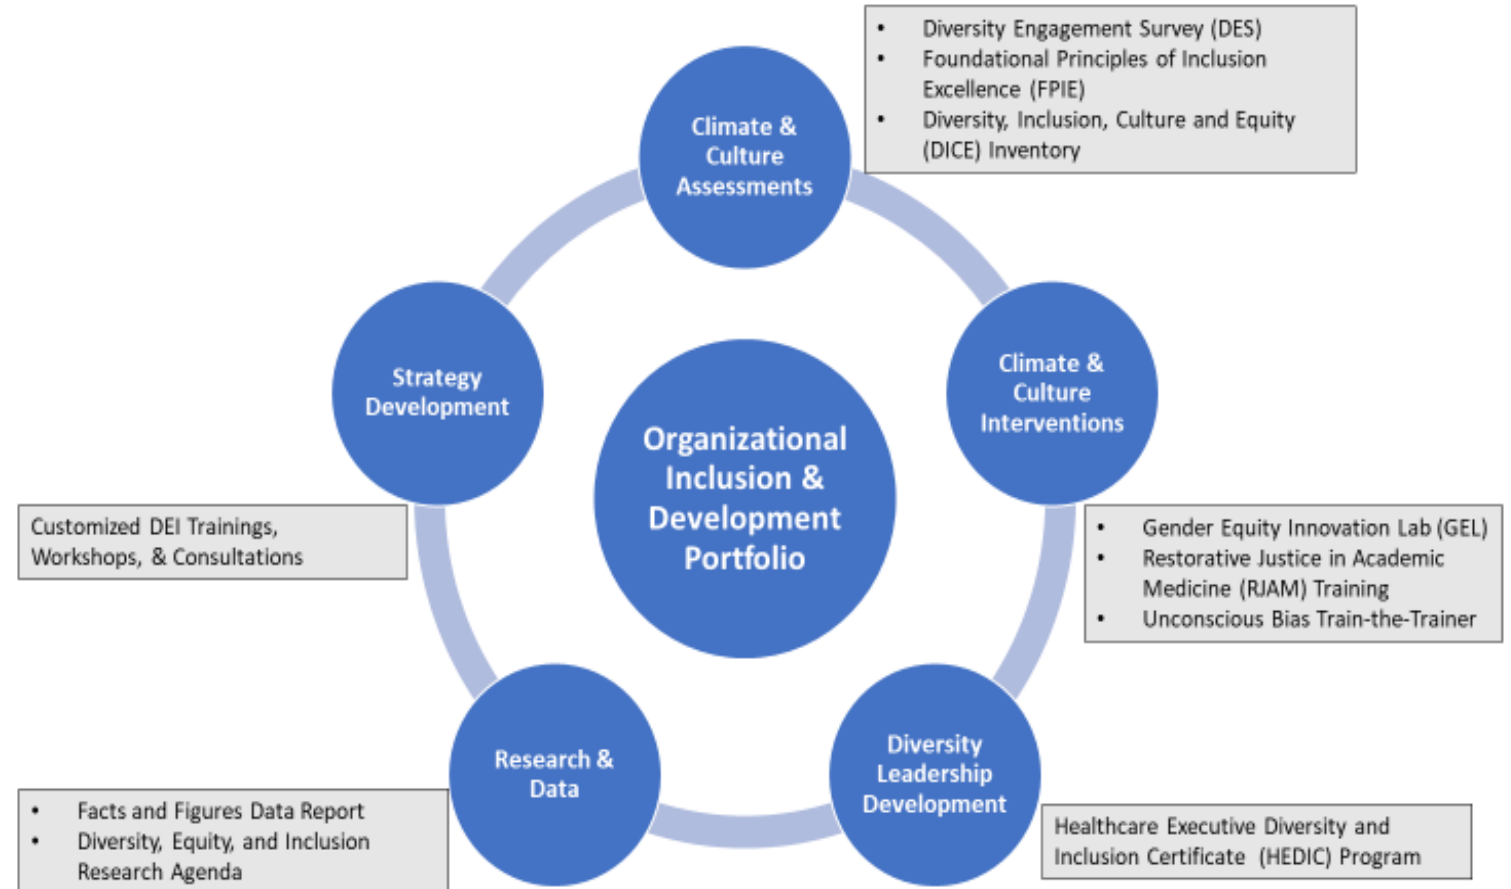 • Diversity Engagement Survey (DES)
• Foundational Principles of Inclusion
Excellence (FPIE)
• Diversity, Inclusion, Culture and Equity
(DICE) Inventory
Climate &
Culture
Assessments
Climate &
Culture
Interventions
Strategy
Development
Organizational
Inclusion &
Development
Portfolio
Customized DEI Trainings,
Workshops, & Consultations
• Gender Equity Innovation Lab (GEL)
• Restorative Justice in Academic
Medicine (RJAM) Training
• Unconscious Bias Train-the-Trainer
Research &
Data
Diversity
Leadership
Development
• Facts and Figures Data Report
• Diversity, Equity, and Inclusion
Research Agenda
Healthcare Executive Diversity and
Inclusion Certificate (HEDIC) Program